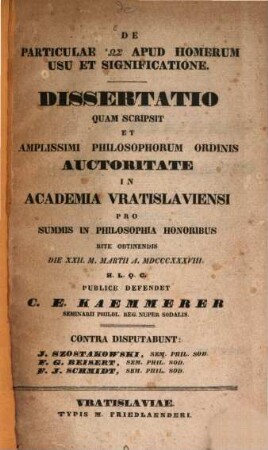 DE
PARTICULAE ὩΣ APUD HOMERUM
USU ET SIGNIFICATIONE.
DISSERTATIO
QUAM SCRIPSIT
ET
AMPLISSIMI PHILOSOPHORUM ORDINIS
AUCTORITATE
IN
ACADEMIA VRATISLAVIENSI
PRO
SUMMIS IN PHILOSOPHIA HONORIBUS
RITE OBTINENDIS
DIE XXII. M. MARTII A. MDCCCXXXVIII.
H. L. Q. C.
PUBLICE DEFENDET
C. E. KAEMMERER
SEMINARII PHILOL. REG. NUPER SODALIS.
CONTRA DISPUTABUNT:
J. SZOSTAKOWSKI, SEM. PHIL. SOD.
F. G. REISERT, SEM. PHIL. SOD.
F. J. SCHMIDT, SEM. PHIL. SOD.
VRATISLAVIAE.
TYPIS M. FRIEDLAENDERI.